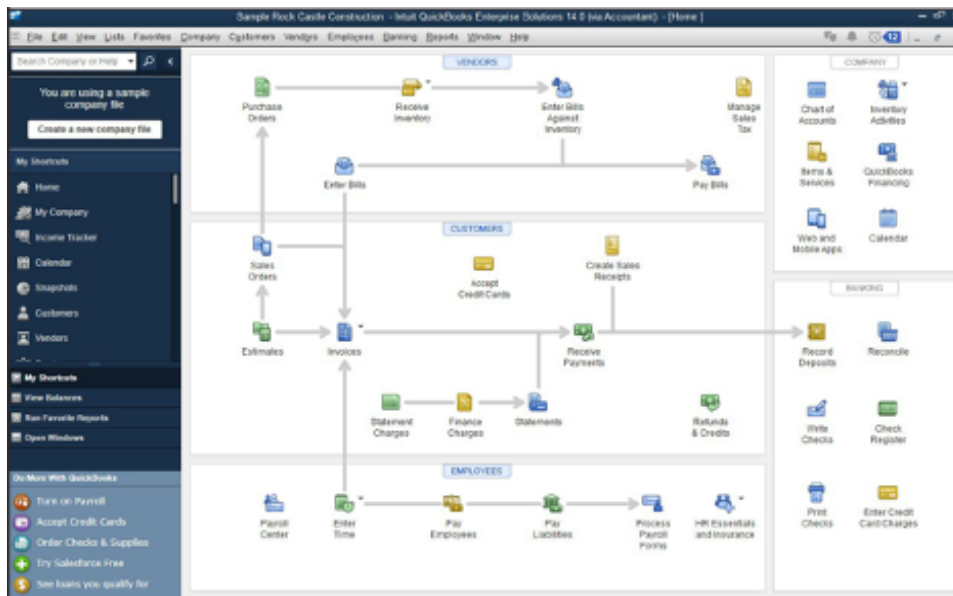 Sample Rock Castle Construction - Intuit QuickBooks Enterprise Solutions 14.0 (via Accountant) - [Home ]
File Edit View Lists Favorites Company Customers Vendors Employees Banking Reports Window Help
12
Search Company or Help
You are using a sample
company file
Create a new company file
My Shortcuts
Home
My Company
Income Tracker
Calendar
Snapshots
Customers
Vendors
My Shortcuts
View Balances
Run Favorite Reports
Open Windows
Do More With QuickBooks
Turn on Payroll
Accept Credit Cards
Order Checks & Supplies
Try Salesforce Free
See loans you qualify for
VENDORS
Purchase
Orders
Receive
Inventory
Enter Bills
Against
Inventory
Manage
Sales
Tax
Enter Bills
Pay Bills
CUSTOMERS
Sales
Orders
Accept
Credit Cards
Create Sales
Receipts
Estimates
Invoices
Receive
Payments
Statement
Charges
Finance
Charges
Statements
Refunds
& Credits
EMPLOYEES
Payroll
Center
Enter
Time
Pay
Employees
Pay
Liabilities
Process
Payroll
Forms
HR Essentials
and Insurance
COMPANY
Chart of
Accounts
Inventory
Activities
Items &
Services
QuickBooks
Financing
Web and
Mobile Apps
Calendar
BANKING
Record
Deposits
Reconcile
Write
Checks
Check
Register
Print
Checks
Enter Credit
Card Charges